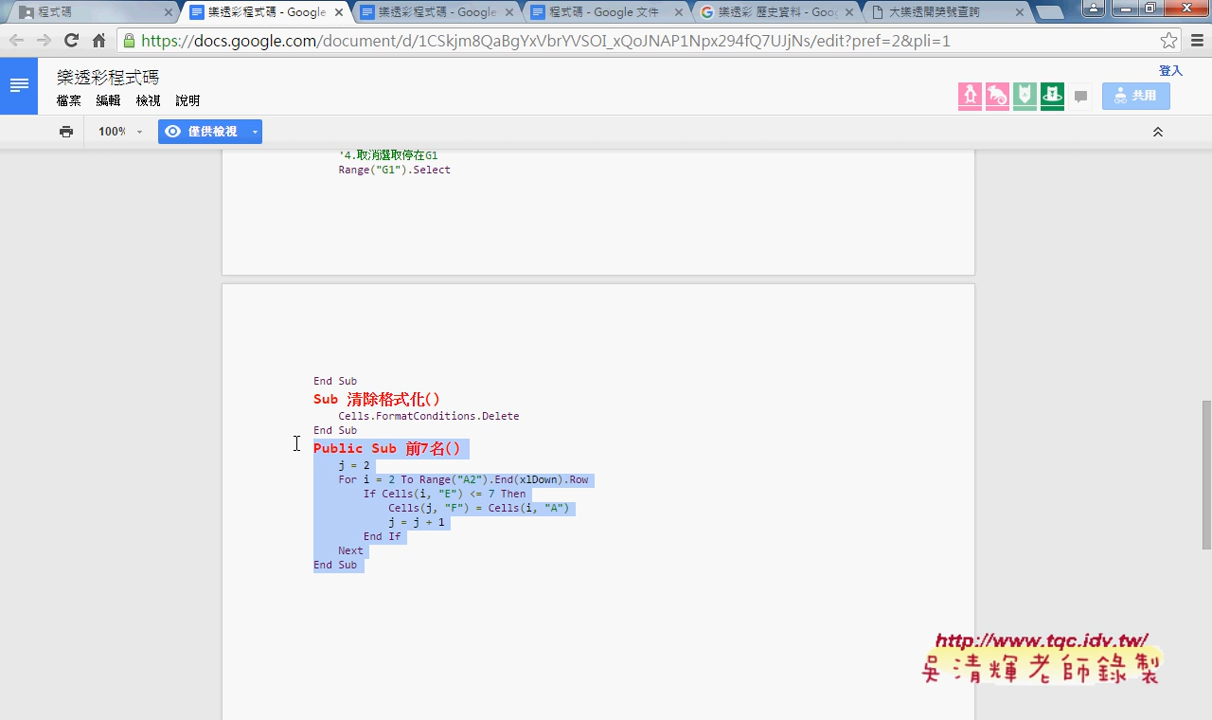 程式碼
樂透彩程式碼 - Google
樂透彩程式碼 - Google
程式碼 - Google 文件
樂透彩 歷史資料 - Goo
大樂透開獎號查詢
https://docs.google.com/document/d/1CSkjm8QaBgYxVbrYVSOI_xQoJNAP1Npx294fQ7UJjNs/edit?pref=2&pli=1
樂透彩程式碼
登入
檔案 編輯 檢視 說明
共用
100%
僅供檢視
'4.取消選取停在G1
Range("G1").Select
End Sub
Sub 清除格式化()
Cells.FormatConditions.Delete
End Sub
Public Sub 前7名()
j = 2
For i = 2 To Range("A2").End(xlDown).Row
If Cells(i, "E") <= 7 Then
Cells(j, "F") = Cells(i, "A")
j = j + 1
End If
Next
End Sub
http://www.tqc.idv.tw/
吳清輝老師錄製